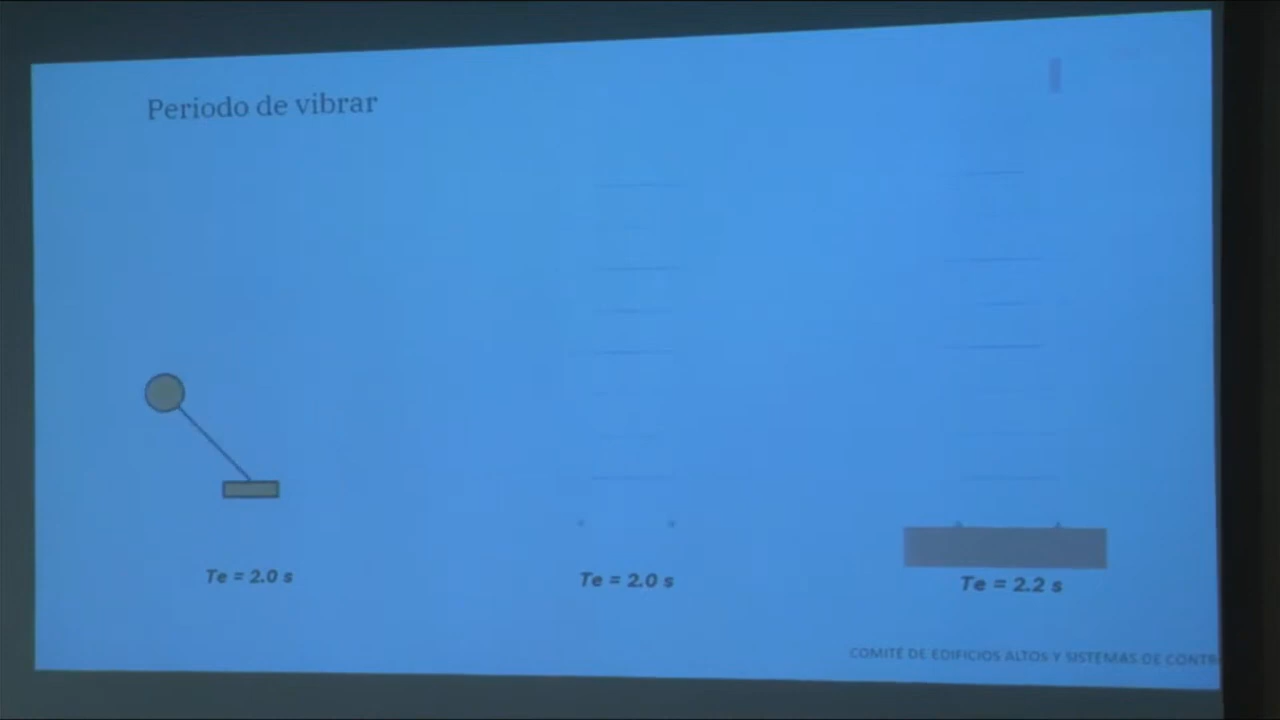 Periodo de vibrar
Te = 2.0 s
Te = 2.0 s
Te = 2.2 s
COMITÉ DE EDIFICIOS ALTOS Y SISTEMAS DE CONTR